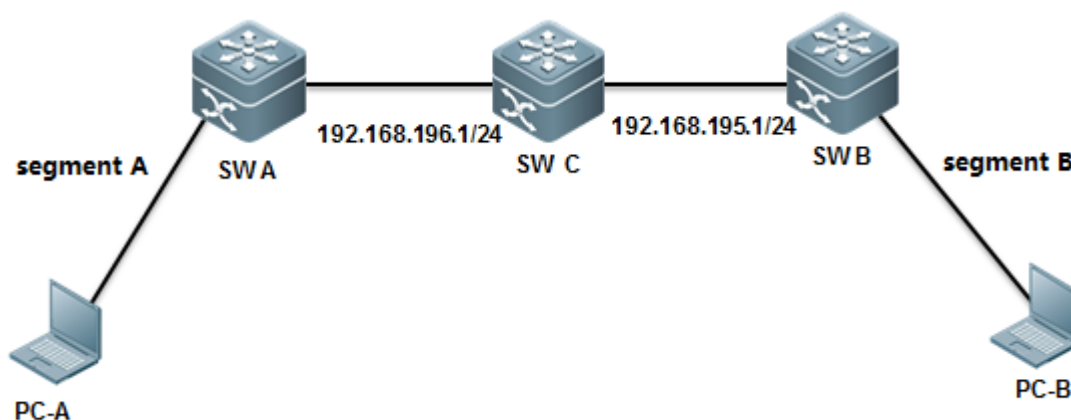 192.168.196.1/24
192.168.195.1/24
segment A
SW A
SW C
SW B
segment B
PC-A
PC-B